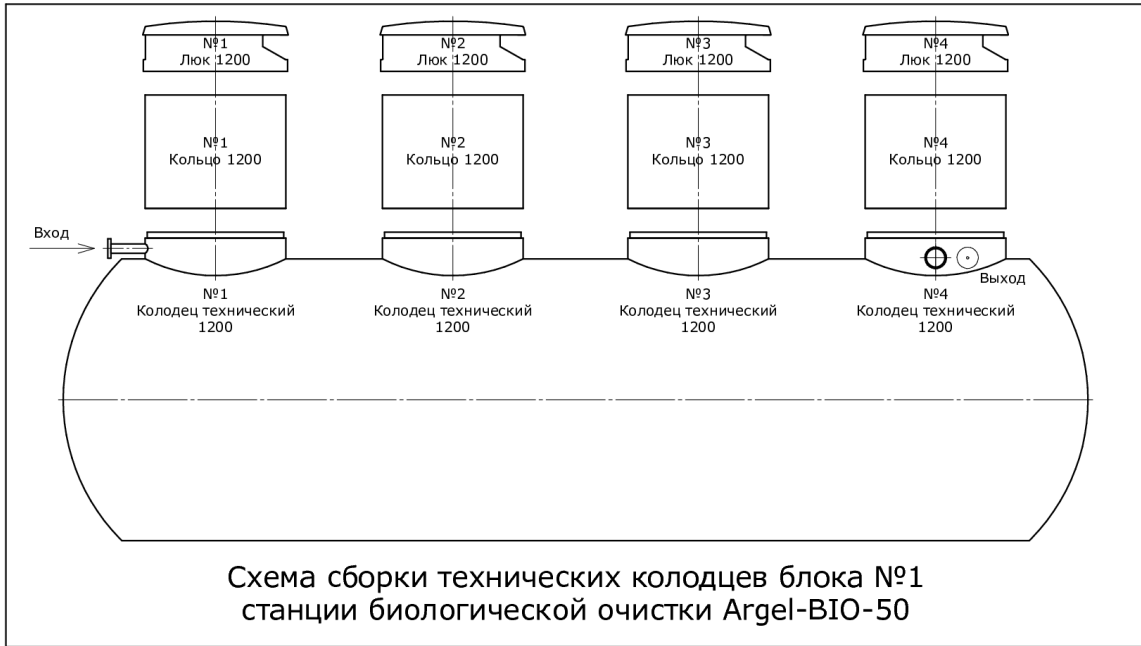 №1
Люк 1200
№2
Люк 1200
№3
Люк 1200
№4
Люк 1200
№1
Кольцо 1200
№2
Кольцо 1200
№3
Кольцо 1200
№4
Кольцо 1200
Вход
Выход
№1
Колодец технический
1200
№2
Колодец технический
1200
№3
Колодец технический
1200
№4
Колодец технический
1200
Схема сборки технических колодцев блока №1
станции биологической очистки Argel-BIO-50